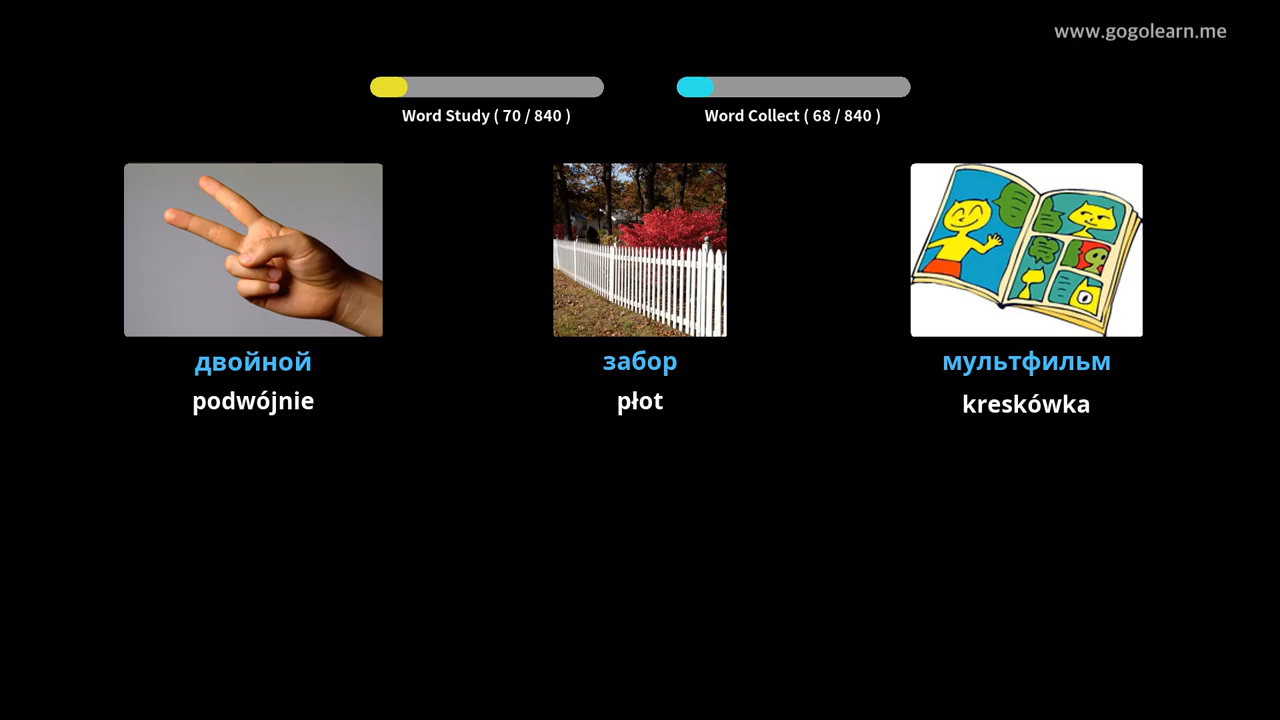 www.gogolearn.me
Word Study ( 70 / 840 )
Word Collect ( 68 / 840 )
двойной
забор
мультфильм
podwójnie
płot
kreskówka